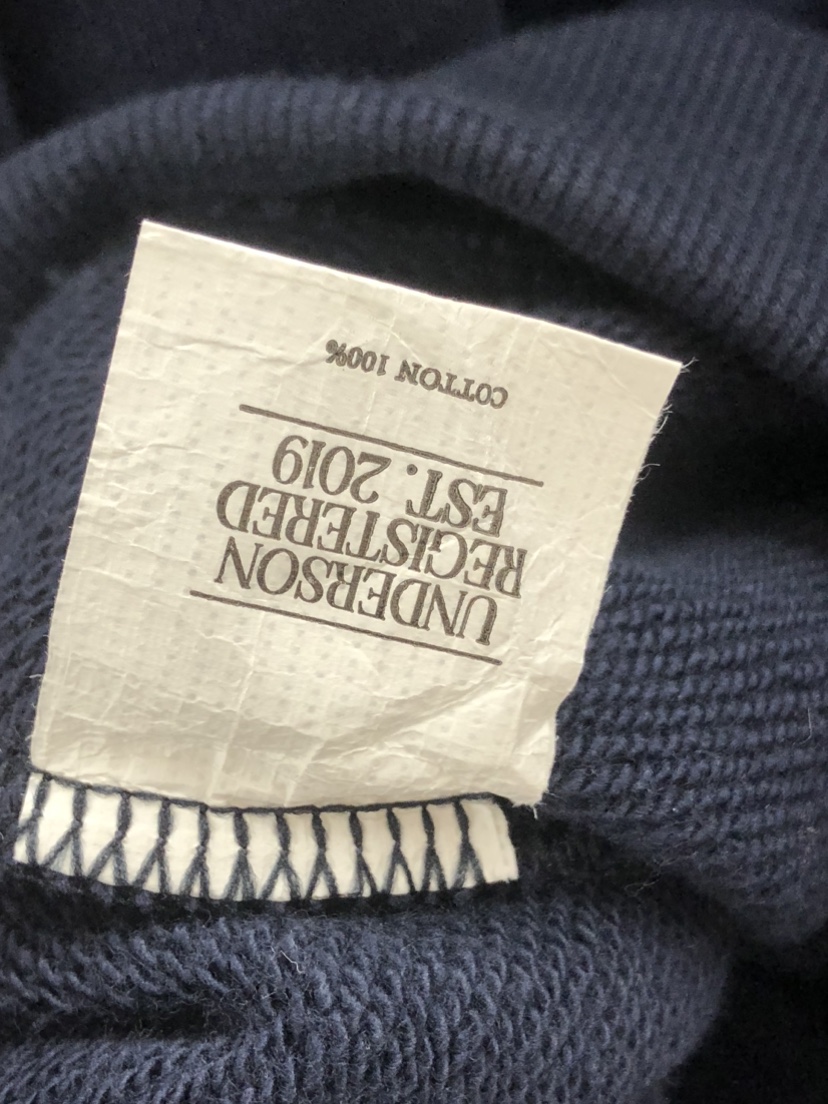 UNDERSON
REGISTERED
EST. 2019
COTTON 100%